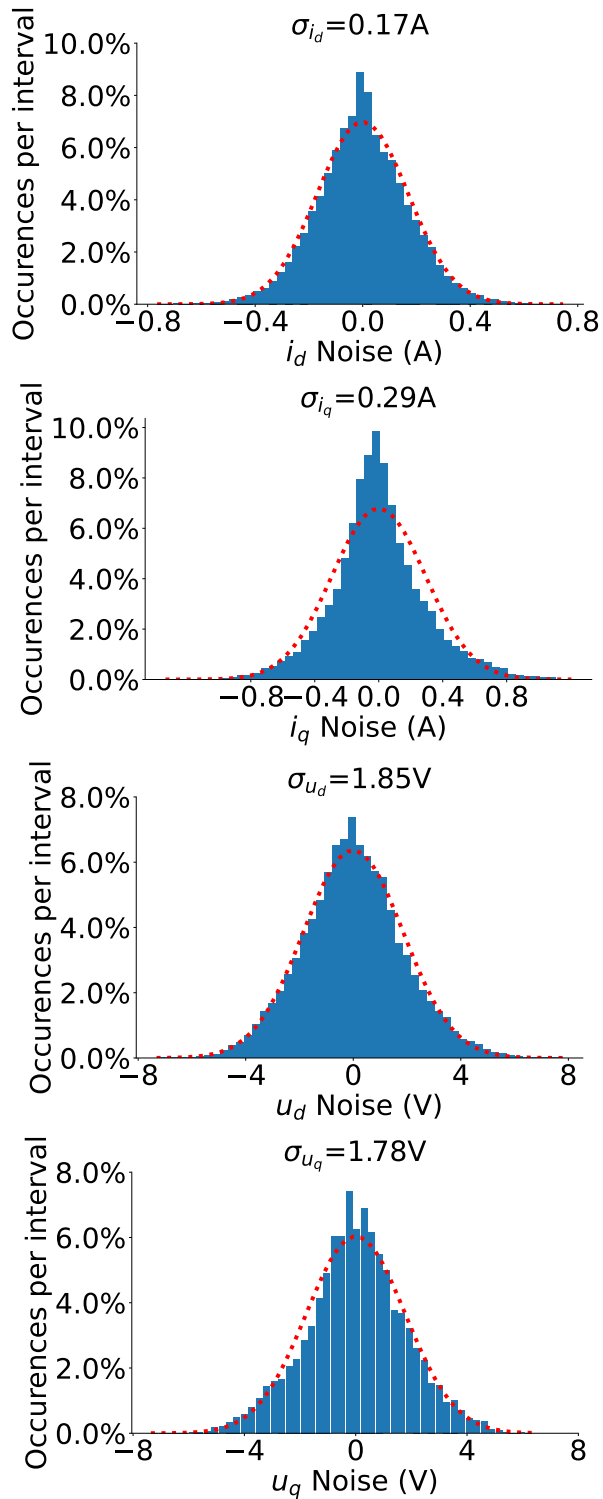 σ_{i_d}=0.17A
Occurences per interval
10.0%
8.0%
6.0%
4.0%
2.0%
0.0%
−0.8 −0.4 0.0 0.4 0.8
i_d Noise (A)
σ_{i_q}=0.29A
Occurences per interval
10.0%
8.0%
6.0%
4.0%
2.0%
0.0%
−0.8 −0.4 0.0 0.4 0.8
i_q Noise (A)
σ_{u_d}=1.85V
Occurences per interval
8.0%
6.0%
4.0%
2.0%
0.0%
−8 −4 0 4 8
u_d Noise (V)
σ_{u_q}=1.78V
Occurences per interval
8.0%
6.0%
4.0%
2.0%
0.0%
−8 −4 0 4 8
u_q Noise (V)